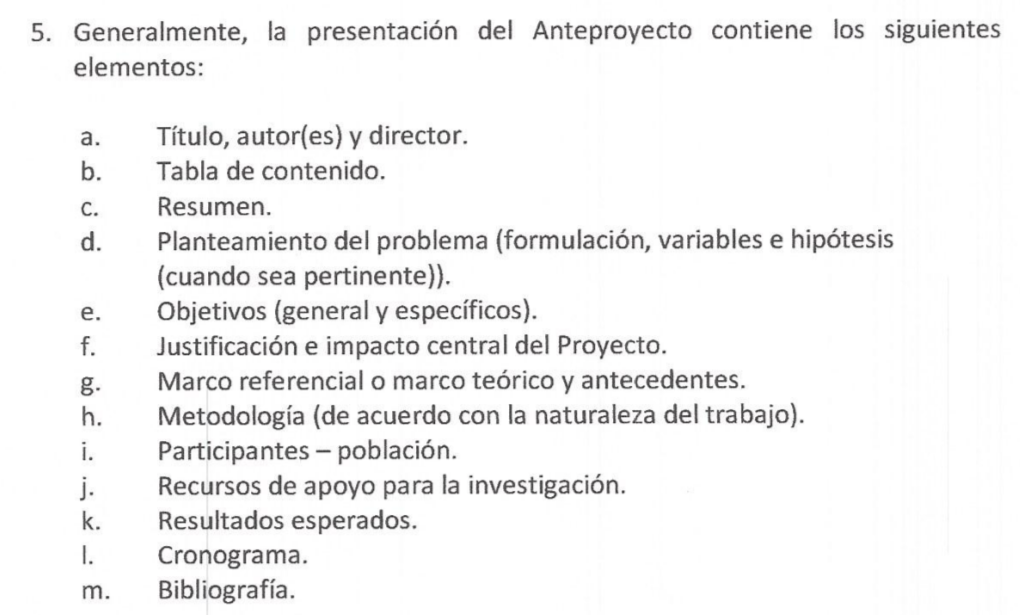 5. Generalmente, la presentación del Anteproyecto contiene los siguientes
elementos:
a. Título, autor(es) y director.
b. Tabla de contenido.
c. Resumen.
d. Planteamiento del problema (formulación, variables e hipótesis
(cuando sea pertinente)).
e. Objetivos (general y específicos).
f. Justificación e impacto central del Proyecto.
g. Marco referencial o marco teórico y antecedentes.
h. Metodología (de acuerdo con la naturaleza del trabajo).
i. Participantes – población.
j. Recursos de apoyo para la investigación.
k. Resultados esperados.
l. Cronograma.
m. Bibliografía.